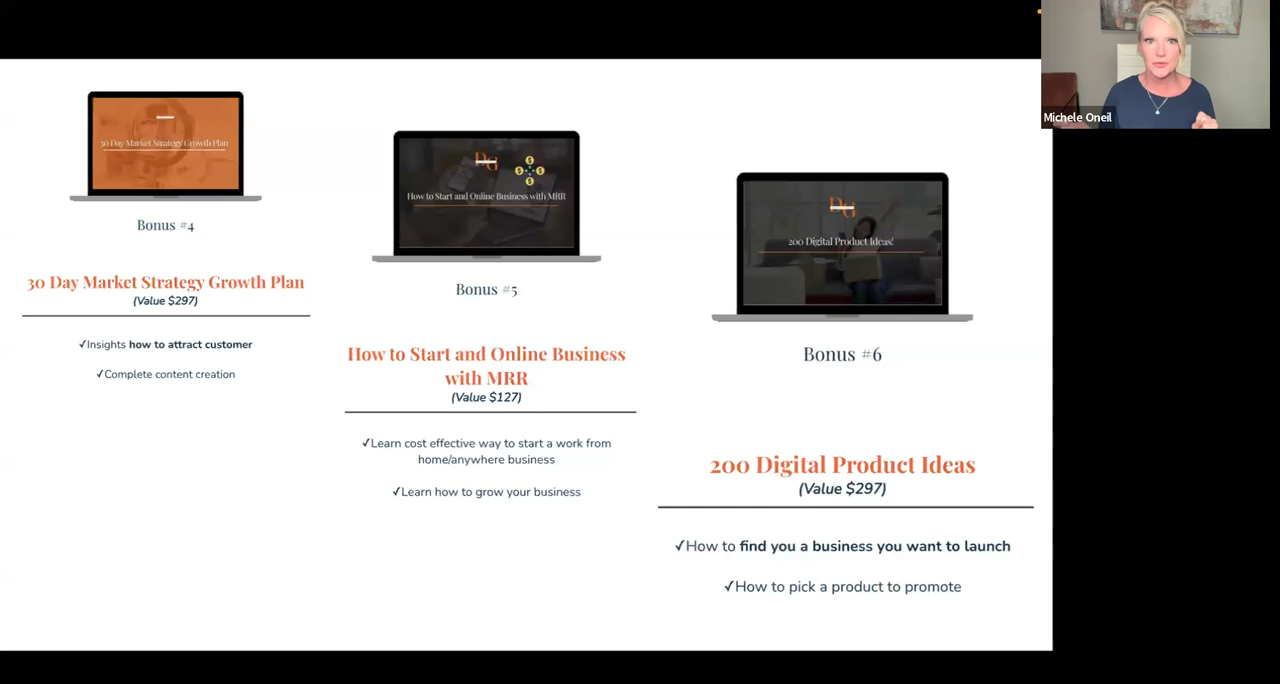 Michele Oneil
30 Day Market Strategy Growth Plan
Bonus #4
30 Day Market Strategy Growth Plan
(Value $297)
✓Insights how to attract customer
✓Complete content creation
DG
How to Start and Online Business with MRR
Bonus #5
How to Start and Online Business
with MRR
(Value $127)
✓Learn cost effective way to start a work from
home/anywhere business
✓Learn how to grow your business
DG
200 Digital Product Ideas!
Bonus #6
200 Digital Product Ideas
(Value $297)
✓How to find you a business you want to launch
✓How to pick a product to promote